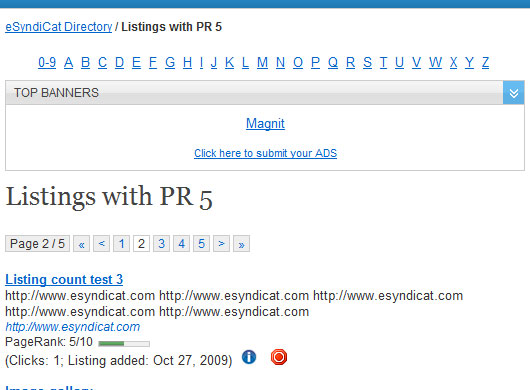 eSyndiCat Directory / Listings with PR 5
0-9 A B C D E F G H I J K L M N O P Q R S T U V W X Y Z
TOP BANNERS
Magnit
Click here to submit your ADS
Listings with PR 5
Page 2 / 5 « < 1 2 3 4 5 > »
Listing count test 3
http://www.esyndicat.com http://www.esyndicat.com http://www.esyndicat.com
http://www.esyndicat.com http://www.esyndicat.com
http://www.esyndicat.com
PageRank: 5/10
(Clicks: 1; Listing added: Oct 27, 2009)
Image gallery